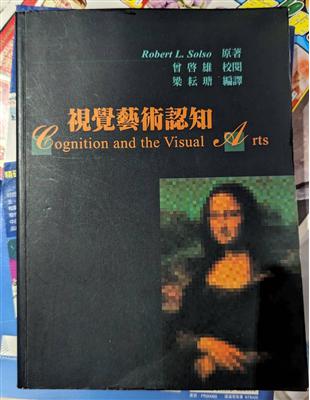 Robert L. Solso 原著
曾啓雄 校閱
梁耘瑭 編譯
視覺藝術認知
Cognition and the Visual Arts